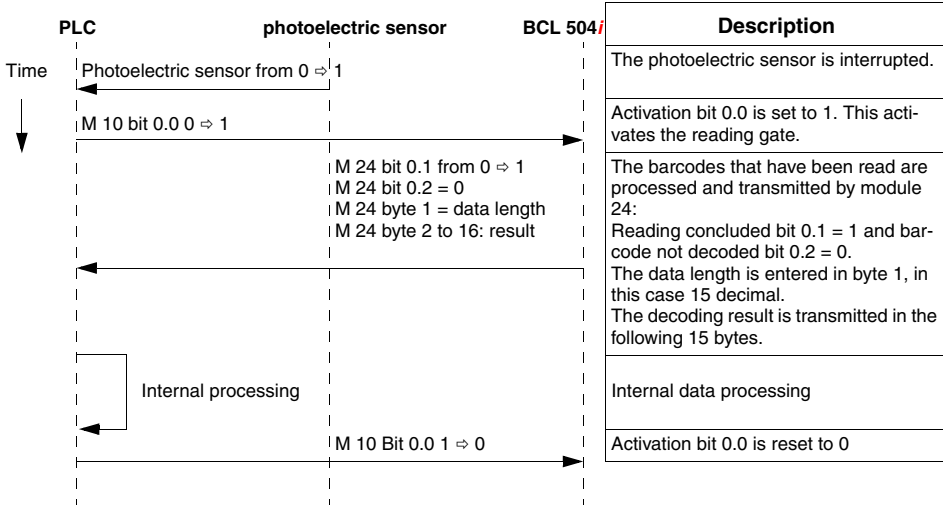 PLC
photoelectric sensor
BCL 504i
Description
Time
Photoelectric sensor from 0 ⇨ 1
The photoelectric sensor is interrupted.
M 10 bit 0.0 0 ⇨ 1
Activation bit 0.0 is set to 1. This acti-
vates the reading gate.
M 24 bit 0.1 from 0 ⇨ 1
M 24 bit 0.2 = 0
M 24 byte 1 = data length
M 24 byte 2 to 16: result
The barcodes that have been read are
processed and transmitted by module
24:
Reading concluded bit 0.1 = 1 and bar-
code not decoded bit 0.2 = 0.
The data length is entered in byte 1, in
this case 15 decimal.
The decoding result is transmitted in the
following 15 bytes.
Internal processing
Internal data processing
M 10 Bit 0.0 1 ⇨ 0
Activation bit 0.0 is reset to 0